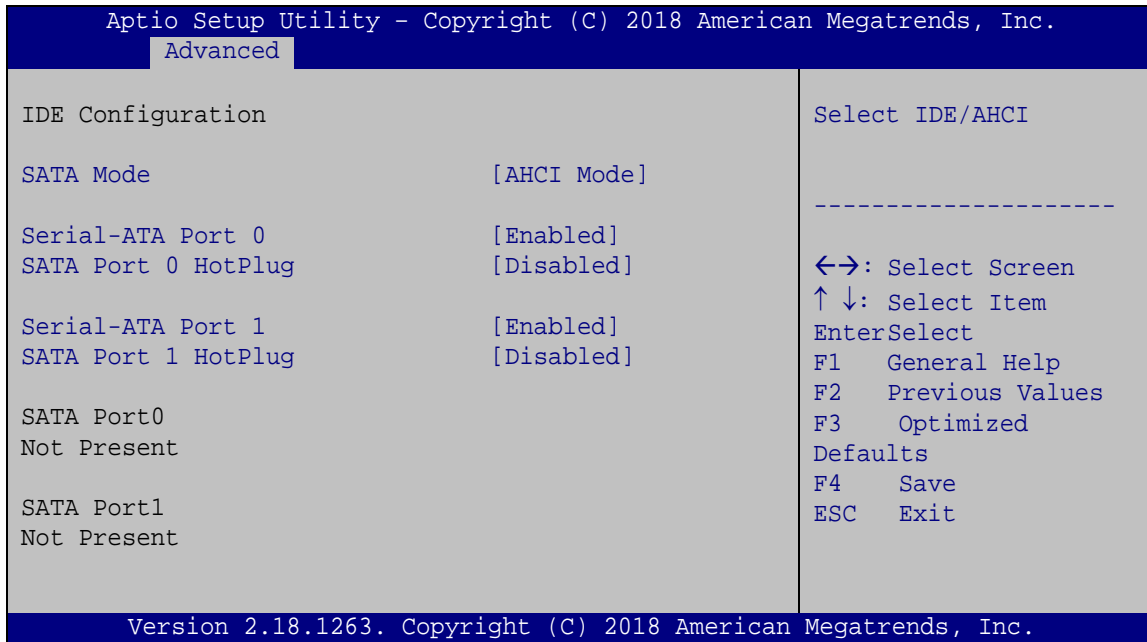 Aptio Setup Utility – Copyright (C) 2018 American Megatrends, Inc.
Advanced
IDE Configuration
SATA Mode [AHCI Mode]
Serial-ATA Port 0 [Enabled]
SATA Port 0 HotPlug [Disabled]
Serial-ATA Port 1 [Enabled]
SATA Port 1 HotPlug [Disabled]
SATA Port0
Not Present
SATA Port1
Not Present
Select IDE/AHCI
---------------------
←→: Select Screen
↑ ↓: Select Item
EnterSelect
F1 General Help
F2 Previous Values
F3 Optimized
Defaults
F4 Save
ESC Exit
Version 2.18.1263. Copyright (C) 2018 American Megatrends, Inc.